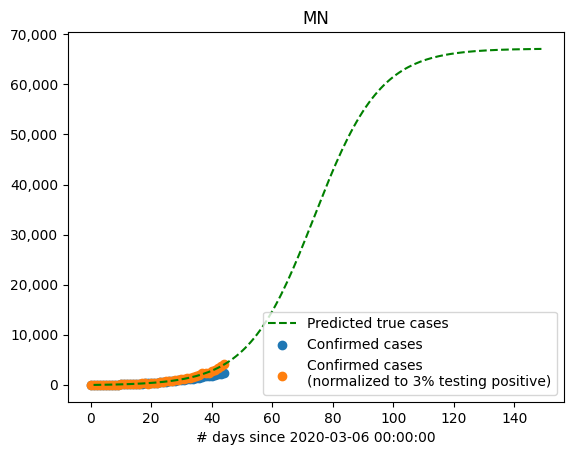 MN
70,000
60,000
50,000
40,000
30,000
20,000
10,000
0
Predicted true cases
Confirmed cases
Confirmed cases
(normalized to 3% testing positive)
0 20 40 60 80 100 120 140
# days since 2020-03-06 00:00:00